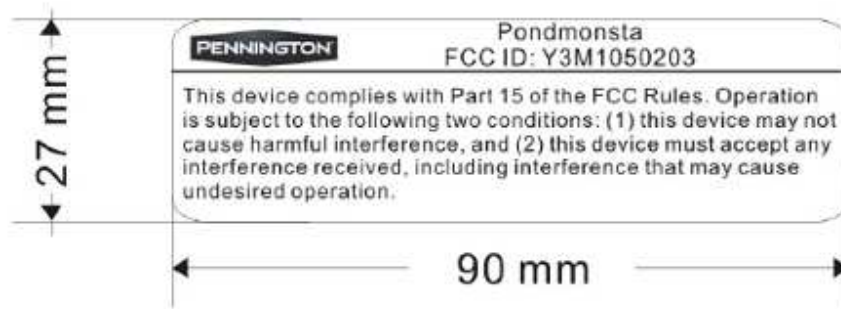 PENNINGTON
Pondmonsta
FCC ID: Y3M1050203
This device complies with Part 15 of the FCC Rules. Operation
is subject to the following two conditions: (1) this device may not
cause harmful interference, and (2) this device must accept any
interference received, including interference that may cause
undesired operation.
27 mm
90 mm